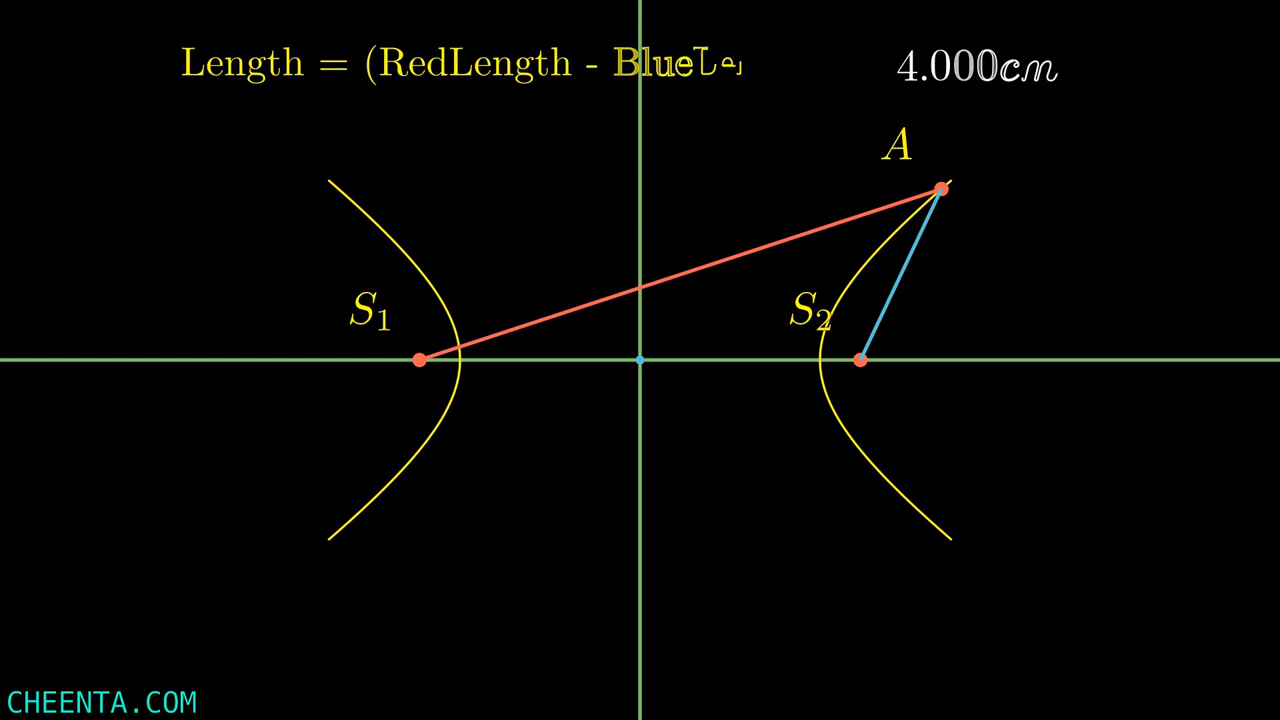 Length = (RedLength - Blue
4.000cm
A
S₁
S₂
CHEENTA.COM